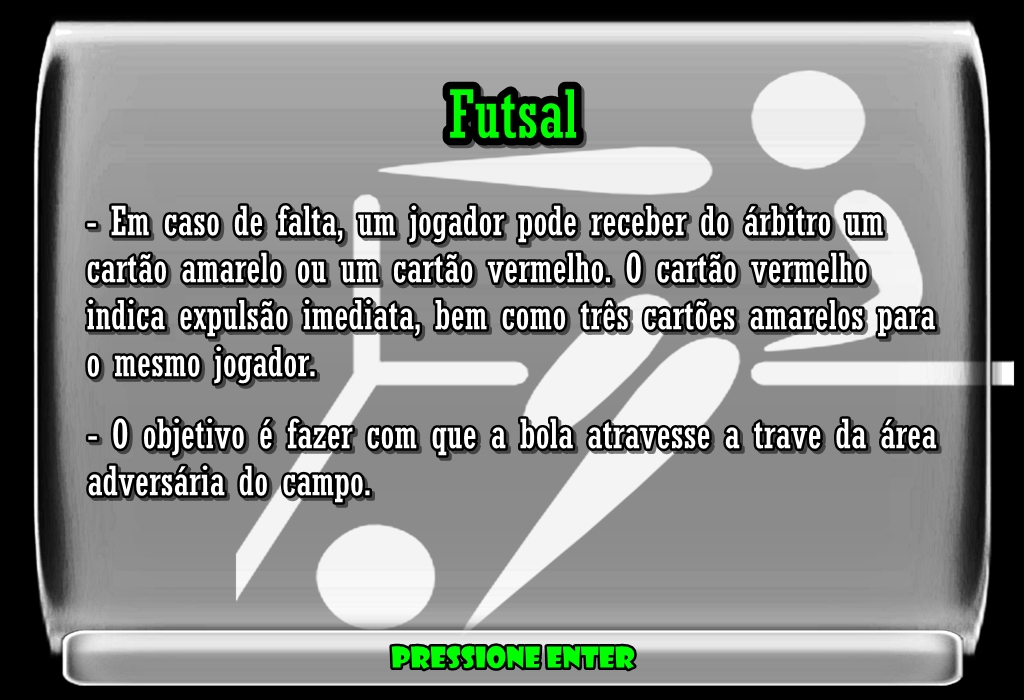 Futsal
- Em caso de falta, um jogador pode receber do árbitro um
cartão amarelo ou um cartão vermelho. O cartão vermelho
indica expulsão imediata, bem como três cartões amarelos para
o mesmo jogador.
- O objetivo é fazer com que a bola atravesse a trave da área
adversária do campo.
PRESSIONE ENTER